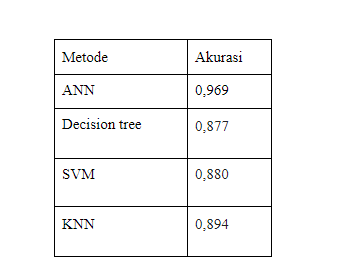 Metode Akurasi
ANN 0,969
Decision tree 0,877
SVM 0,880
KNN 0,894